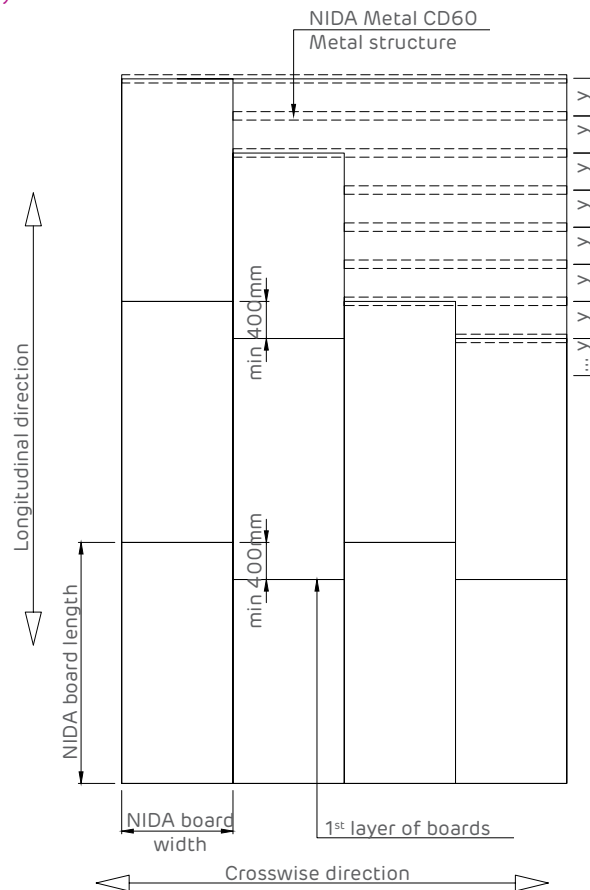 NIDA Metal CD60
Metal structure
y
y
y
y
y
y
y
... y
min 400mm
Longitudinal direction
min 400mm
NIDA board length
NIDA board
width
1st layer of boards
Crosswise direction